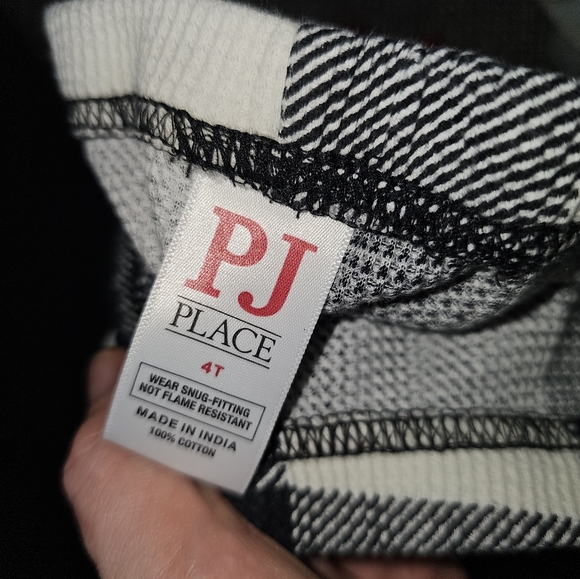 PJ
PLACE
4T
WEAR SNUG-FITTING
NOT FLAME RESISTANT
MADE IN INDIA
100% COTTON